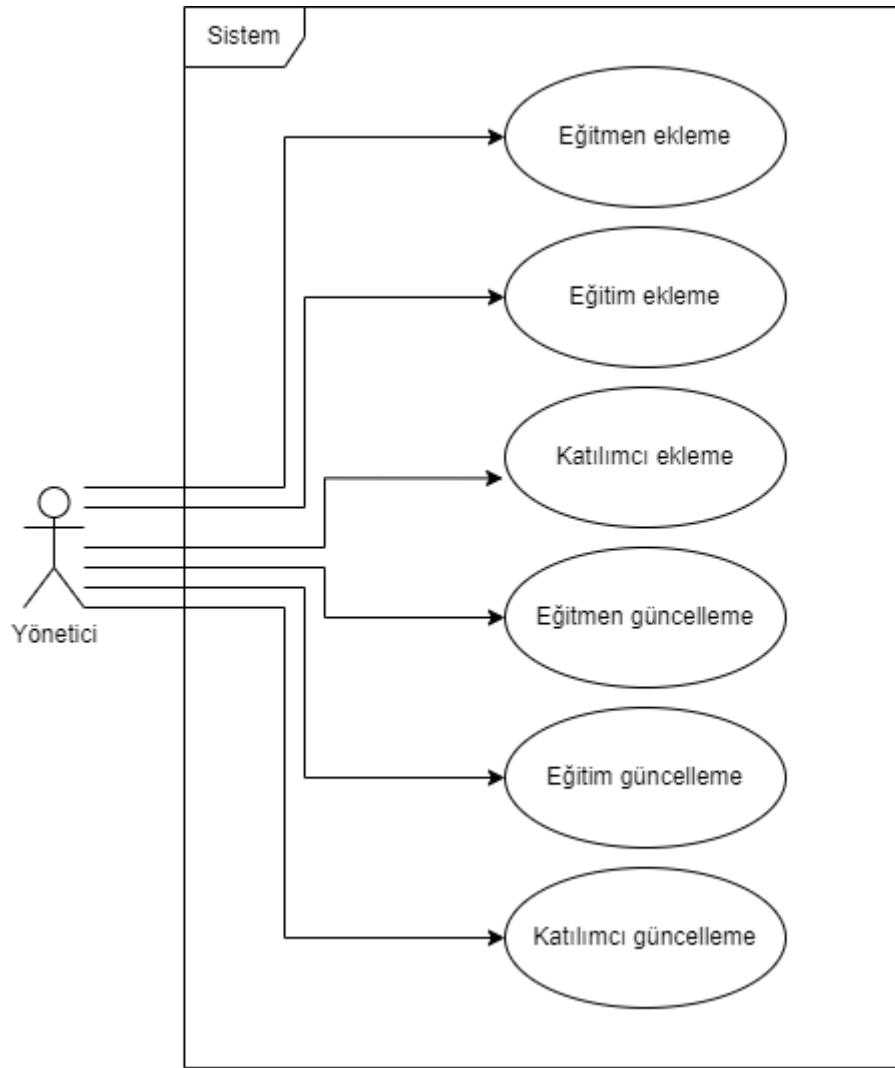 Sistem
Eğitmen ekleme
Eğitim ekleme
Katılımcı ekleme
Eğitmen güncelleme
Yönetici
Eğitim güncelleme
Katılımcı güncelleme